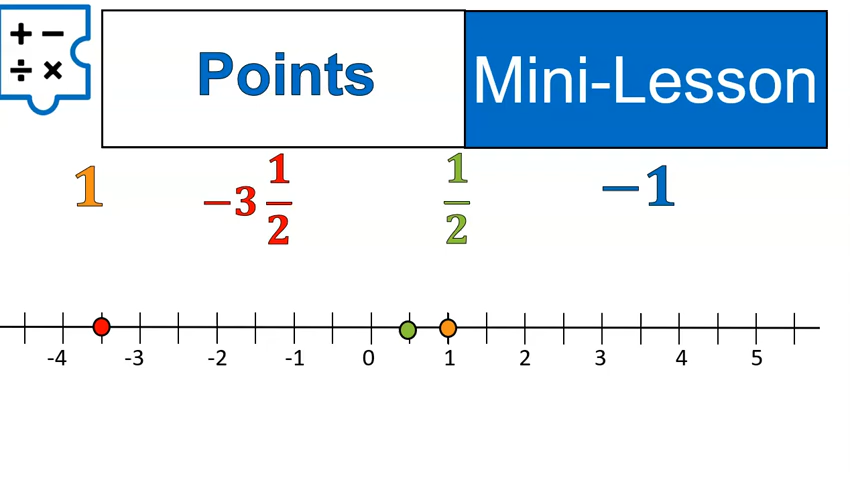 + −
÷ ×
Points
Mini-Lesson
1 −3 1/2 1/2 −1
-4 -3 -2 -1 0 1 2 3 4 5